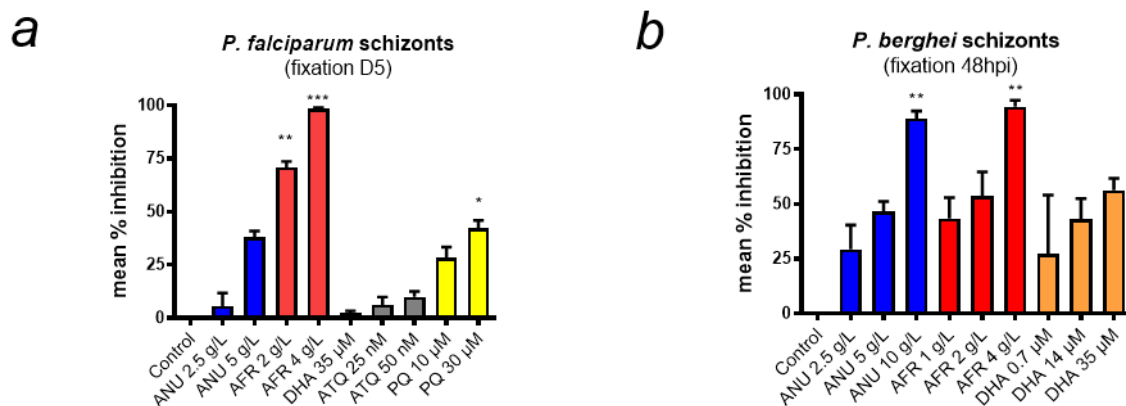 a
P. falciparum schizonts
(fixation D5)
mean % inhibition
100
75
50
25
0
**
***
*
Control
ANU 2.5 g/L
ANU 5 g/L
AFR 2 g/L
AFR 4 g/L
DHA 35 µM
ATQ 25 nM
ATQ 50 nM
PQ 10 µM
PQ 30 µM
b
P. berghei schizonts
(fixation 48hpi)
mean % inhibition
100
75
50
25
0
**
**
Control
ANU 2.5 g/L
ANU 5 g/L
ANU 10 g/L
AFR 1 g/L
AFR 2 g/L
AFR 4 g/L
DHA 0.7 µM
DHA 14 µM
DHA 35 µM